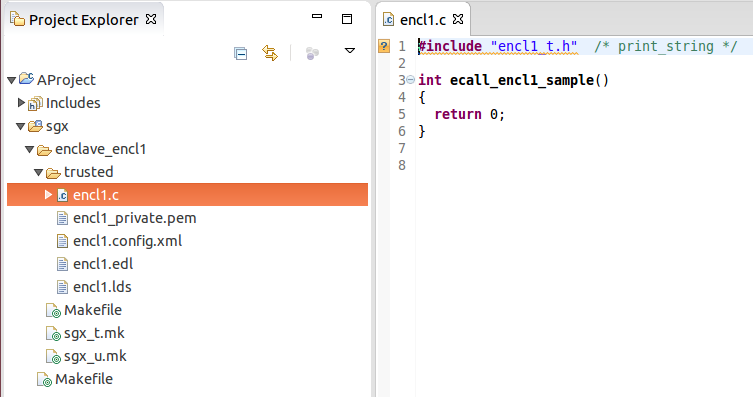 Project Explorer
AProject
Includes
sgx
enclave_encl1
trusted
encl1.c
encl1_private.pem
encl1.config.xml
encl1.edl
encl1.lds
Makefile
sgx_t.mk
sgx_u.mk
Makefile
encl1.c
1 #include "encl1_t.h"  /* print_string */
2
3 int ecall_encl1_sample()
4 {
5   return 0;
6 }
7
8